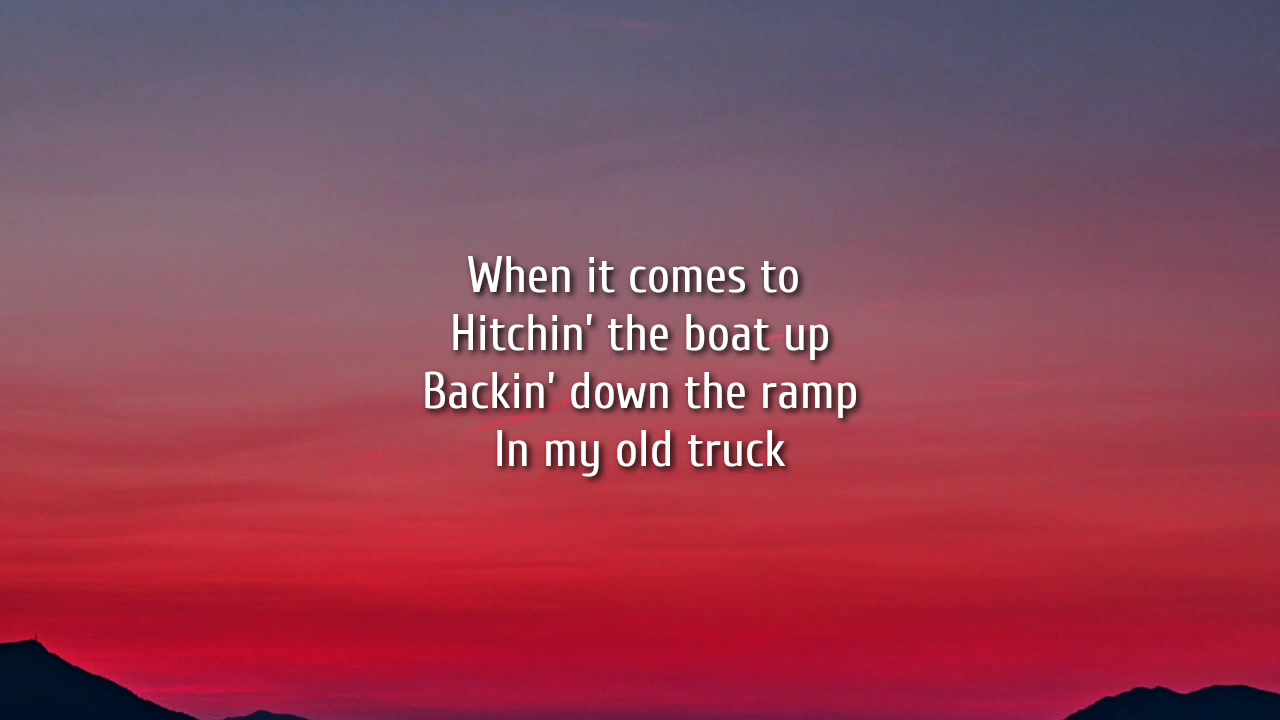 When it comes to
Hitchin’ the boat up
Backin’ down the ramp
In my old truck